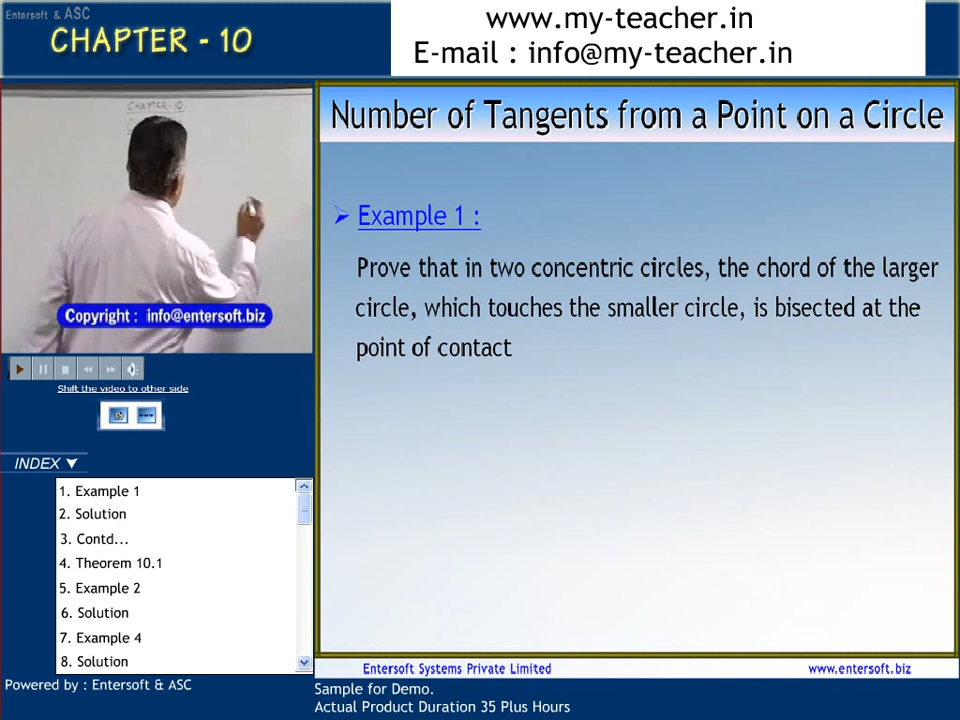 Entersoft & ASC
CHAPTER - 10
www.my-teacher.in
E-mail : info@my-teacher.in
CHAPTER-10
Copyright : info@entersoft.biz
Shift the video to other side
INDEX
1. Example 1
2. Solution
3. Contd...
4. Theorem 10.1
5. Example 2
6. Solution
7. Example 4
8. Solution
Powered by : Entersoft & ASC
Number of Tangents from a Point on a Circle
Example 1 :
Prove that in two concentric circles, the chord of the larger
circle, which touches the smaller circle, is bisected at the
point of contact
Entersoft Systems Private Limited
www.entersoft.biz
Sample for Demo.
Actual Product Duration 35 Plus Hours